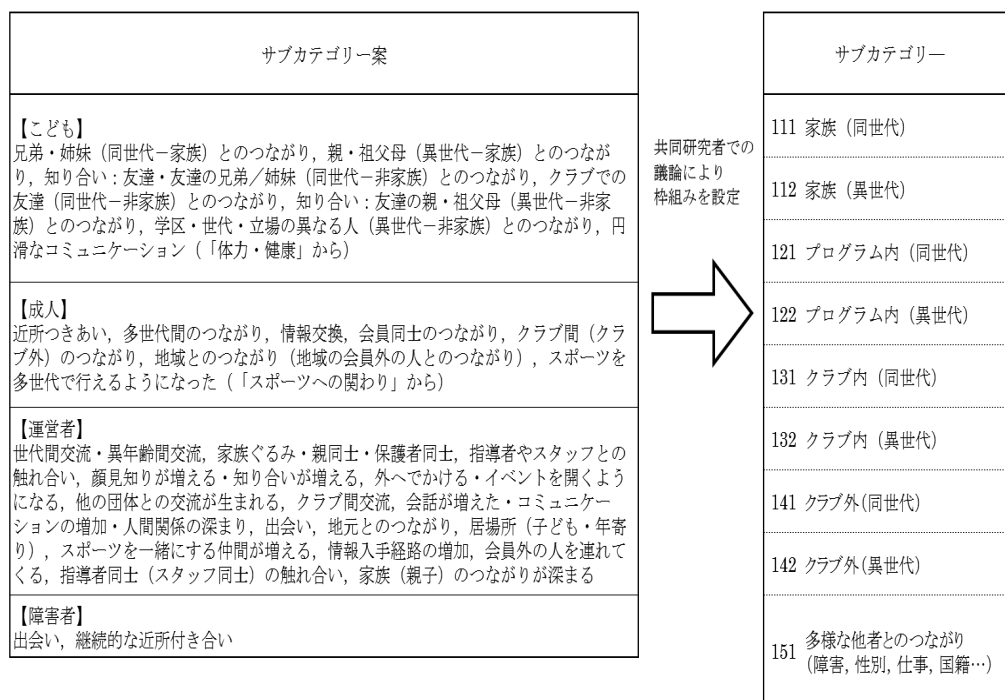 サブカテゴリー案
【こども】
兄弟・姉妹（同世代－家族）とのつながり，親・祖父母（異世代－家族）とのつなが
り，知り合い：友達・友達の兄弟／姉妹（同世代－非家族）とのつながり，クラブでの
友達（同世代－非家族）とのつながり，知り合い：友達の親・祖父母（異世代－非家
族）とのつながり，学区・世代・立場の異なる人（異世代－非家族）とのつながり，円
滑なコミュニケーション（「体力・健康」から）
【成人】
近所つきあい，多世代間のつながり，情報交換，会員同士のつながり，クラブ間（クラ
ブ外）のつながり，地域とのつながり（地域の会員外の人とのつながり），スポーツを
多世代で行えるようになった（「スポーツへの関わり」から）
【運営者】
世代間交流・異年齢間交流，家族ぐるみ・親同士・保護者同士，指導者やスタッフとの
触れ合い，顔見知りが増える・知り合いが増える，外へでかける・イベントを開くよう
になる，他の団体との交流が生まれる，クラブ間交流，会話が増えた・コミュニケー
ションの増加・人間関係の深まり，出会い，地元とのつながり，居場所（子ども・年寄
り），スポーツを一緒にする仲間が増える，情報入手経路の増加，会員外の人を連れて
くる，指導者同士（スタッフ同士）の触れ合い，家族（親子）のつながりが深まる
【障害者】
出会い，継続的な近所付き合い
共同研究者での
議論により
枠組みを設定
サブカテゴリー
111 家族（同世代）
112 家族（異世代）
121 プログラム内（同世代）
122 プログラム内（異世代）
131 クラブ内（同世代）
132 クラブ内（異世代）
141 クラブ外(同世代)
142 クラブ外(異世代)
151 多様な他者とのつながり
(障害, 性別, 仕事, 国籍…)